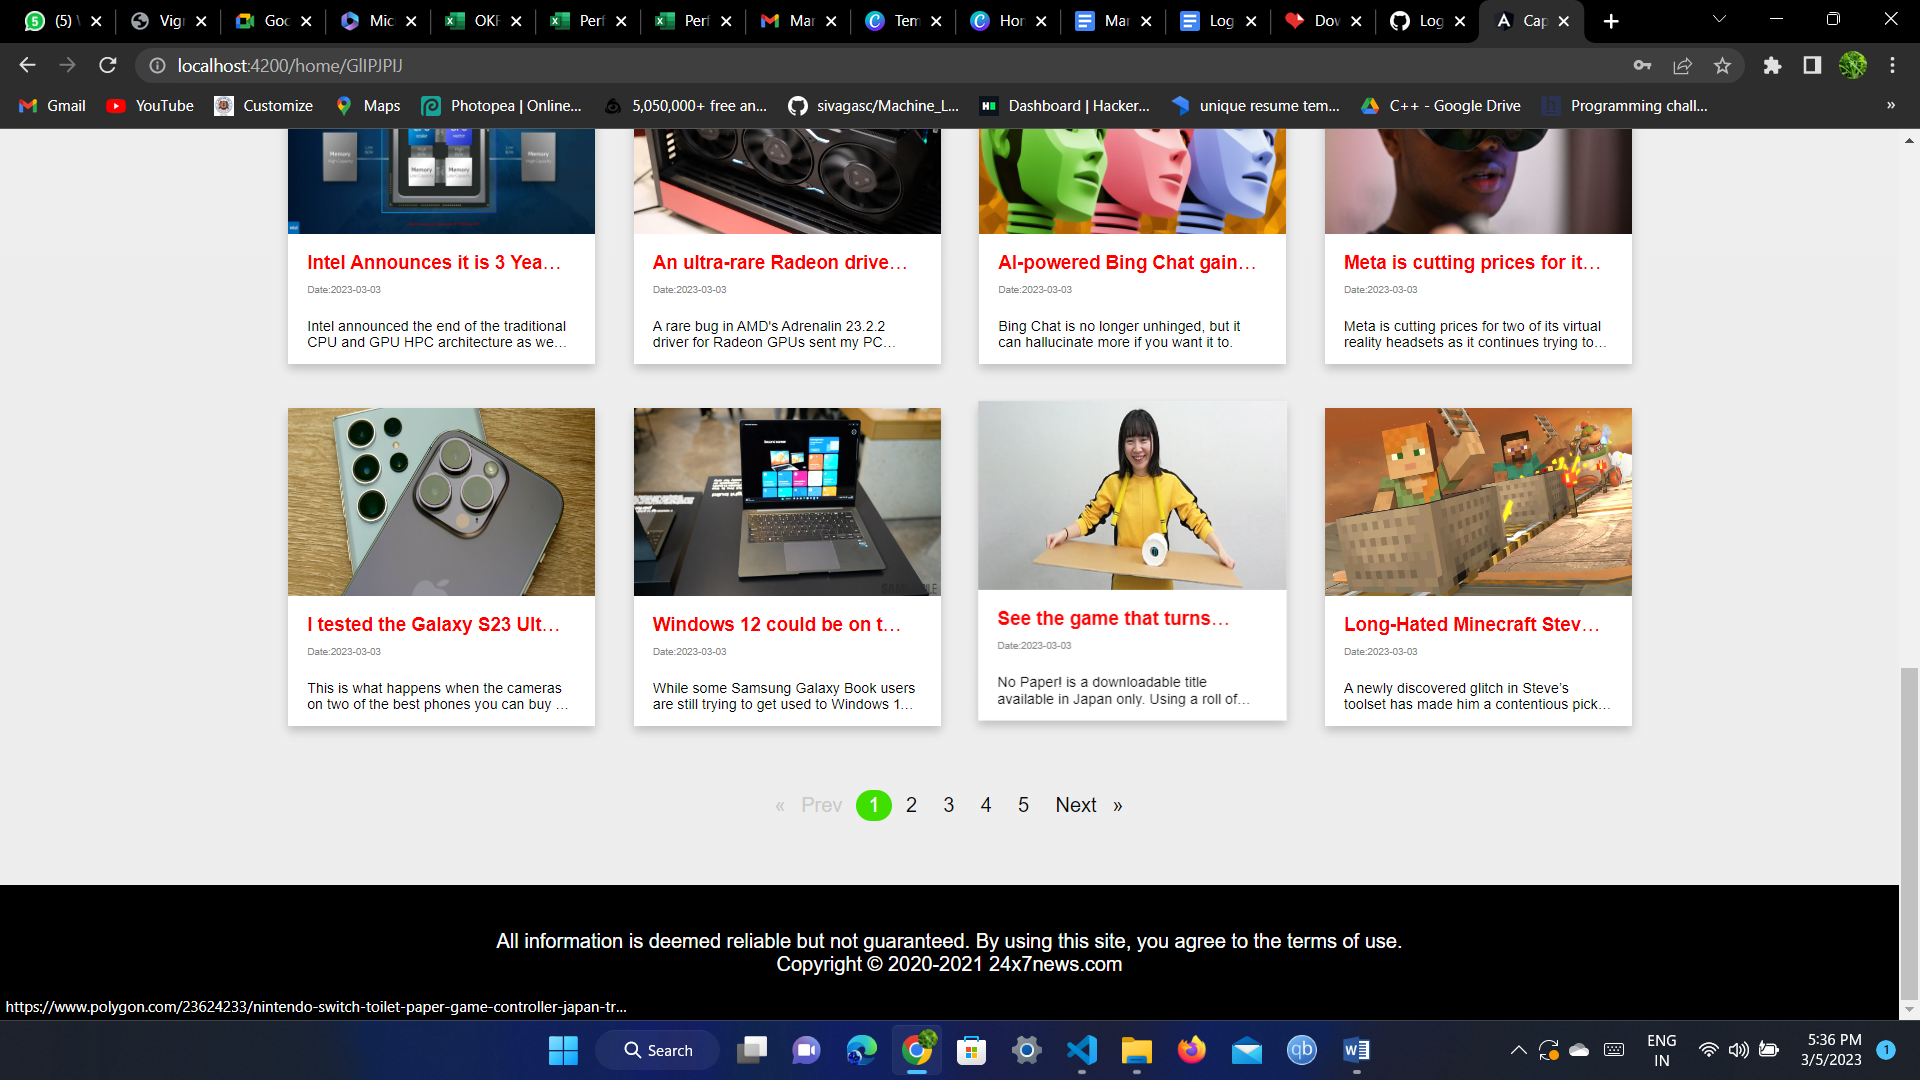 (5) V
Vigr
Goo
Mic
OKF
Perf
Perf
Mar
Tem
Hor
Mar
Log
Dov
Log
Cap
localhost:4200/home/GlIPJPIJ
Gmail
YouTube
Customize
Maps
Photopea | Online...
5,050,000+ free an...
sivagasc/Machine_L...
Dashboard | Hacker...
unique resume tem...
C++ - Google Drive
Programming chall...
»
Memory
Memory
Memory
Memory
intel
Intel Announces it is 3 Yea...
Date:2023-03-03
Intel announced the end of the traditional
CPU and GPU HPC architecture as we...
An ultra-rare Radeon drive...
Date:2023-03-03
A rare bug in AMD's Adrenalin 23.2.2
driver for Radeon GPUs sent my PC...
AI-powered Bing Chat gain...
Date:2023-03-03
Bing Chat is no longer unhinged, but it
can hallucinate more if you want it to.
Meta is cutting prices for it...
Date:2023-03-03
Meta is cutting prices for two of its virtual
reality headsets as it continues trying to...
I tested the Galaxy S23 Ult...
Date:2023-03-03
This is what happens when the cameras
on two of the best phones you can buy ...
Windows 12 could be on t...
Date:2023-03-03
While some Samsung Galaxy Book users
are still trying to get used to Windows 1...
See the game that turns...
Date:2023-03-03
No Paper! is a downloadable title
available in Japan only. Using a roll of...
Long-Hated Minecraft Stev...
Date:2023-03-03
A newly discovered glitch in Steve's
toolset has made him a contentious pick...
« Prev 1 2 3 4 5 Next »
All information is deemed reliable but not guaranteed. By using this site, you agree to the terms of use.
Copyright © 2020-2021 24x7news.com
https://www.polygon.com/23624233/nintendo-switch-toilet-paper-game-controller-japan-tr...
Search
qb
ENG
IN
5:36 PM
3/5/2023
1